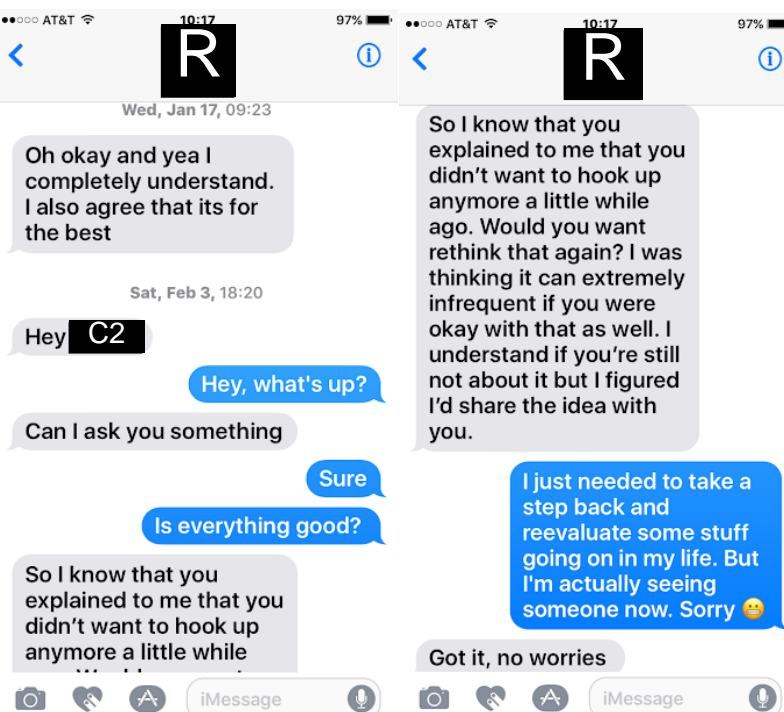 AT&T 10:17 97%
R
Wed, Jan 17, 09:23
Oh okay and yea I
completely understand.
I also agree that its for
the best
Sat, Feb 3, 18:20
Hey C2
Hey, what's up?
Can I ask you something
Sure
Is everything good?
So I know that you
explained to me that you
didn't want to hook up
anymore a little while
iMessage
AT&T 10:17 97%
R
So I know that you
explained to me that you
didn't want to hook up
anymore a little while
ago. Would you want
rethink that again? I was
thinking it can extremely
infrequent if you were
okay with that as well. I
understand if you're still
not about it but I figured
I'd share the idea with
you.
I just needed to take a
step back and
reevaluate some stuff
going on in my life. But
I'm actually seeing
someone now. Sorry 😬
Got it, no worries
iMessage